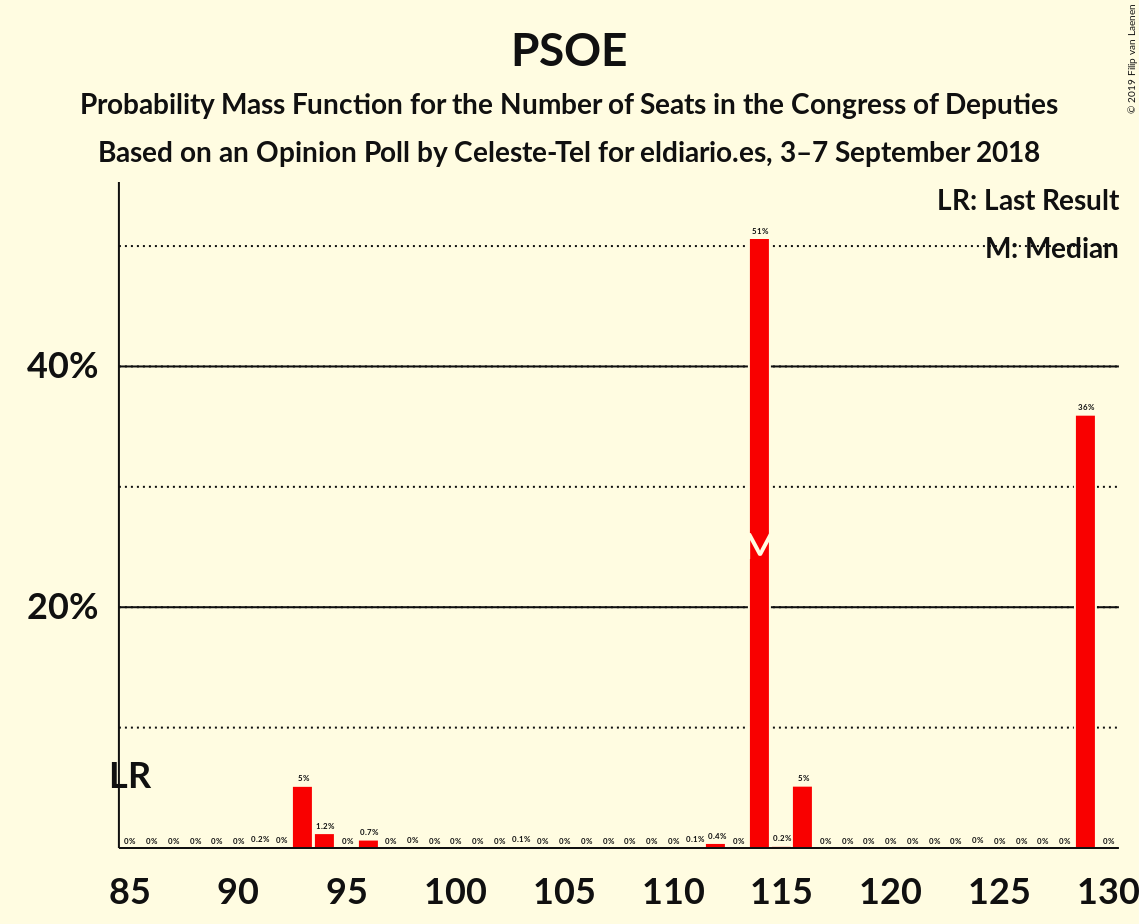 PSOE
Probability Mass Function for the Number of Seats in the Congress of Deputies
Based on an Opinion Poll by Celeste-Tel for eldiario.es, 3–7 September 2018
© 2019 Filip van Laenen
LR: Last Result
M: Median
40%
20%
LR
M
0% 0% 0% 0% 0% 0% 0.2% 0% 5% 1.2% 0% 0.7% 0% 0% 0% 0% 0% 0% 0.1% 0% 0% 0% 0% 0% 0% 0% 0.1% 0.4% 0% 51% 0.2% 5% 0% 0% 0% 0% 0% 0% 0% 0% 0% 0% 0% 0% 36% 0%
85 90 95 100 105 110 115 120 125 130